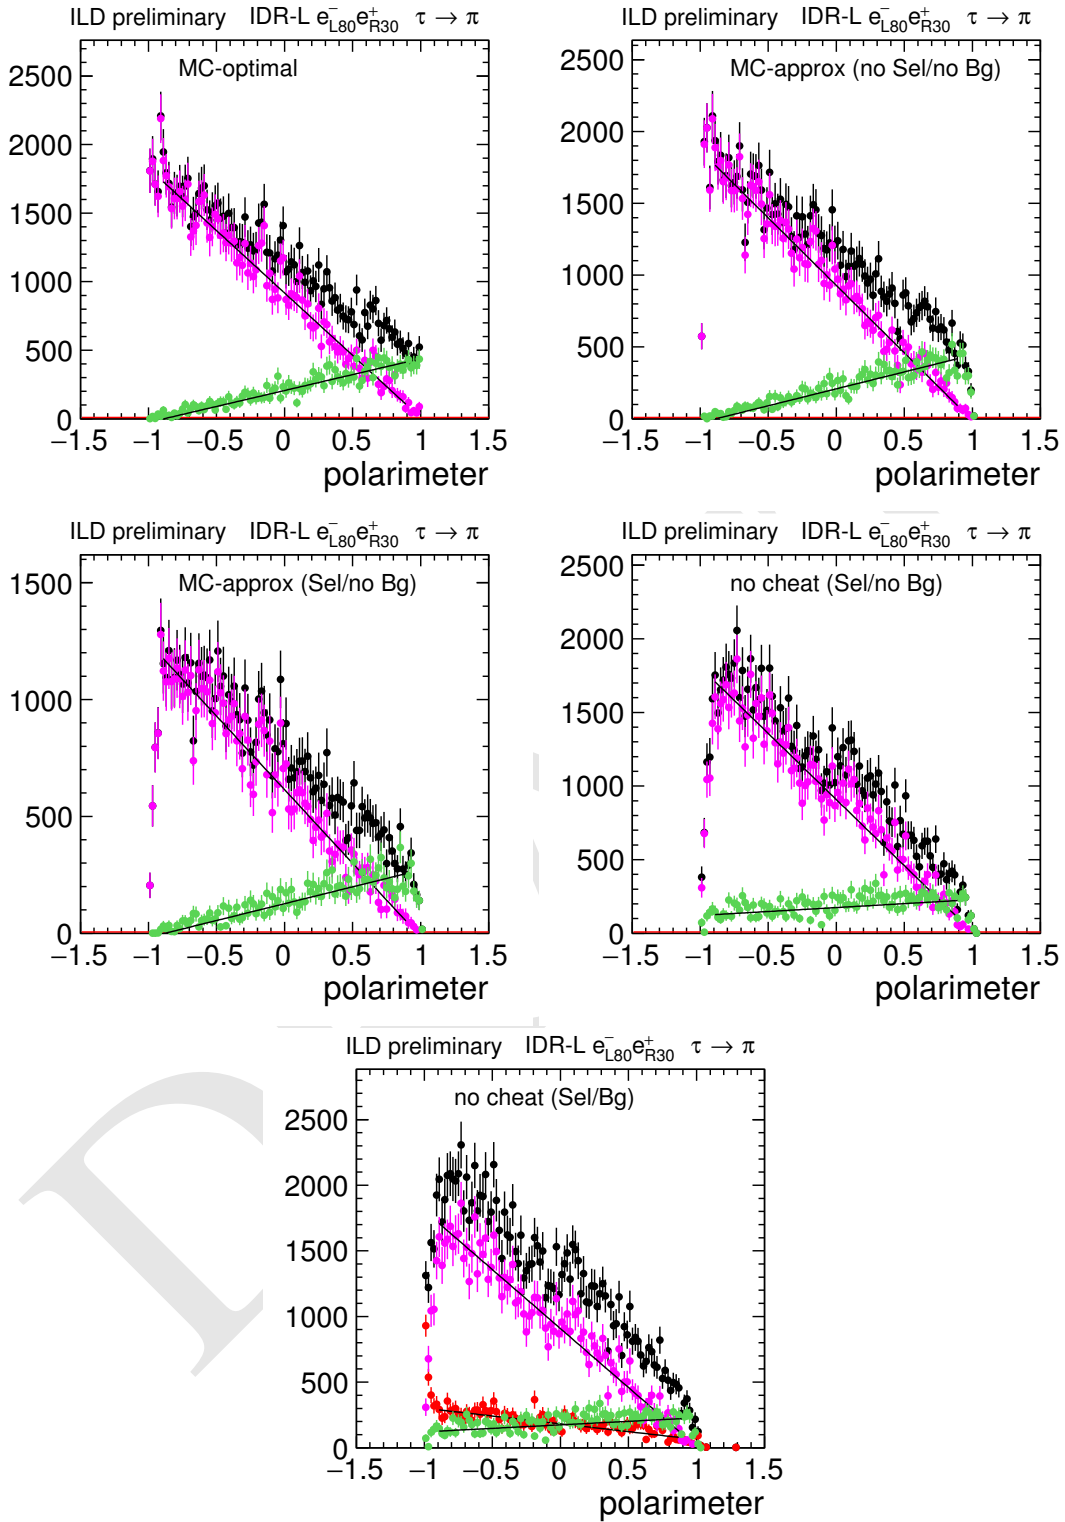 ILD preliminary IDR-L e⁻L80e⁺R30 τ → π
MC-optimal
2500
2000
1500
1000
500
0
−1.5 −1 −0.5 0 0.5 1 1.5
polarimeter
ILD preliminary IDR-L e⁻L80e⁺R30 τ → π
MC-approx (no Sel/no Bg)
2500
2000
1500
1000
500
0
−1.5 −1 −0.5 0 0.5 1 1.5
polarimeter
ILD preliminary IDR-L e⁻L80e⁺R30 τ → π
MC-approx (Sel/no Bg)
1500
1000
500
0
−1.5 −1 −0.5 0 0.5 1 1.5
polarimeter
ILD preliminary IDR-L e⁻L80e⁺R30 τ → π
no cheat (Sel/no Bg)
2500
2000
1500
1000
500
0
−1.5 −1 −0.5 0 0.5 1 1.5
polarimeter
ILD preliminary IDR-L e⁻L80e⁺R30 τ → π
no cheat (Sel/Bg)
2500
2000
1500
1000
500
0
−1.5 −1 −0.5 0 0.5 1 1.5
polarimeter